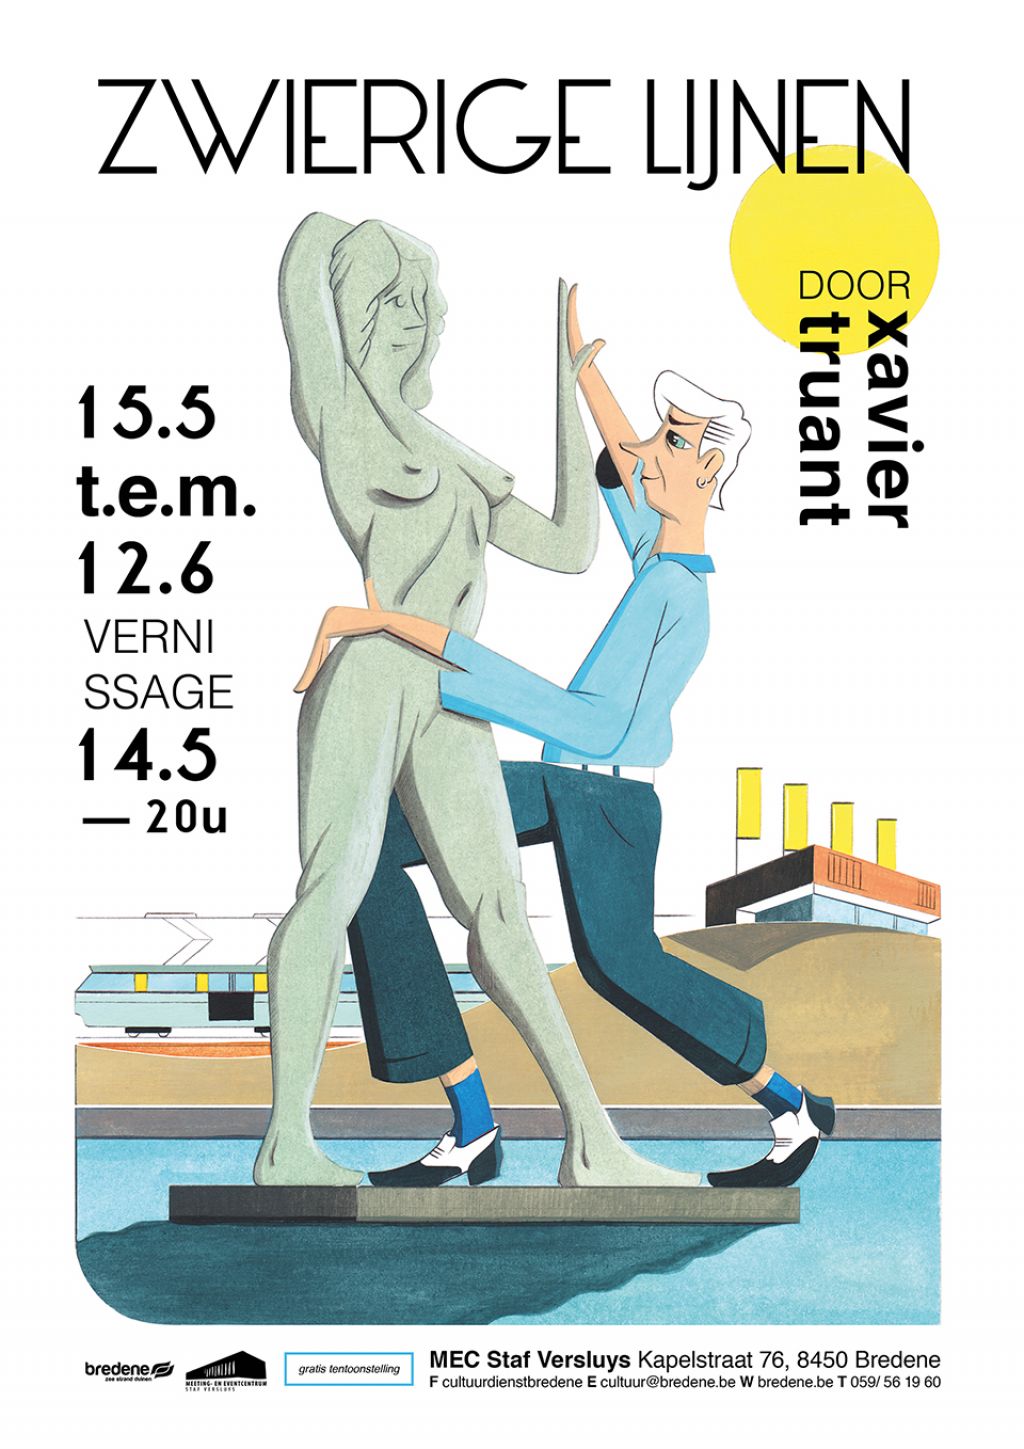 ZWIERIGE LIJNEN
DOOR
xavier
truant
15.5
t.e.m.
12.6
VERNI
SSAGE
14.5
— 20u
bredene
zee strand duinen
MEETING- EN EVENTCENTRUM
STAF VERSLUYS
gratis tentoonstelling
MEC Staf Versluys Kapelstraat 76, 8450 Bredene
F cultuurdienstbredene E cultuur@bredene.be W bredene.be T 059/ 56 19 60